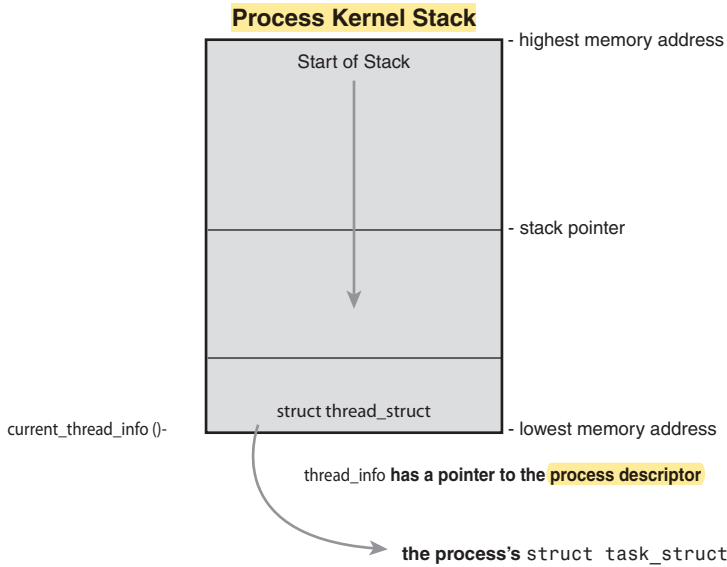 Process Kernel Stack
- highest memory address
Start of Stack
- stack pointer
struct thread_struct
current_thread_info ()-
- lowest memory address
thread_info has a pointer to the process descriptor
the process's struct task_struct